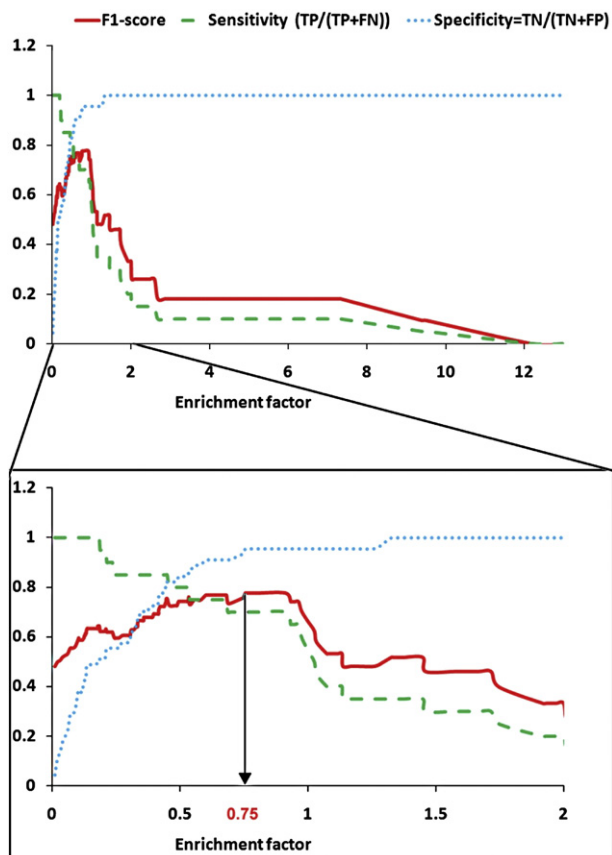 F1-score Sensitivity (TP/(TP+FN)) Specificity=TN/(TN+FP)
1.2
1
0.8
0.6
0.4
0.2
0
0 2 4 6 8 10 12
Enrichment factor
1.2
1
0.8
0.6
0.4
0.2
0
0 0.5 0.75 1 1.5 2
Enrichment factor